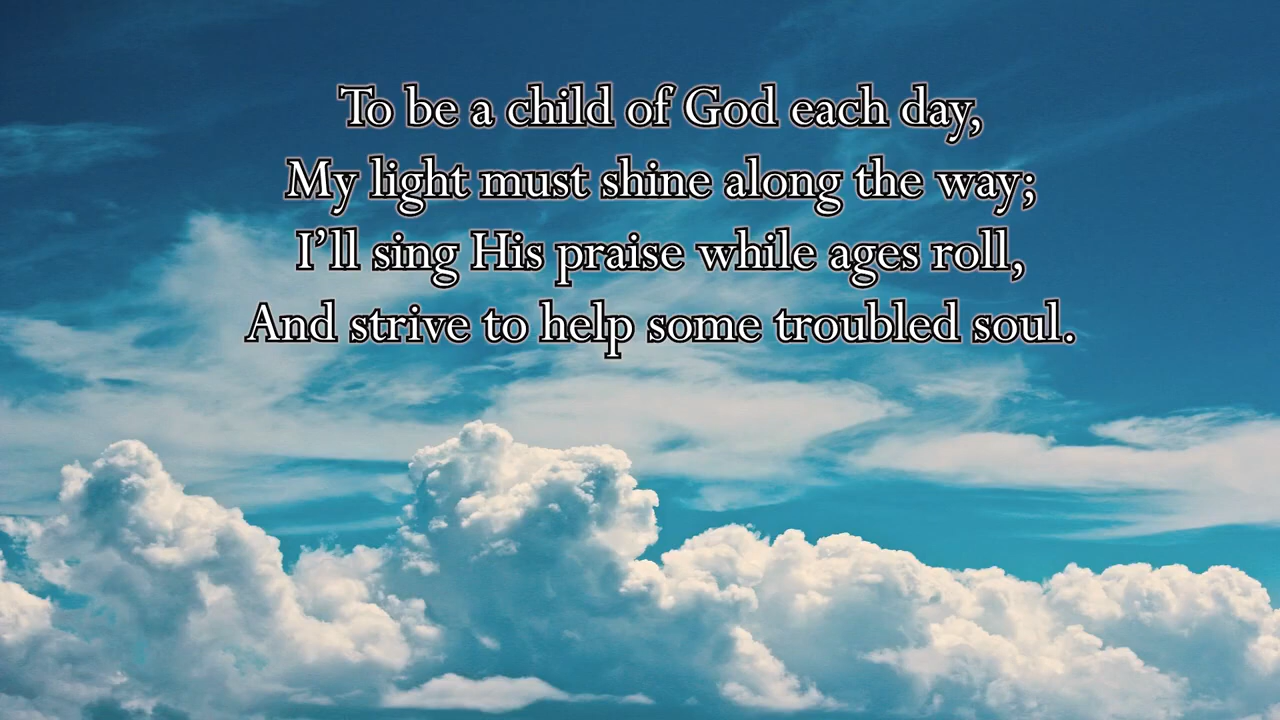 To be a child of God each day,
My light must shine along the way;
I’ll sing His praise while ages roll,
And strive to help some troubled soul.